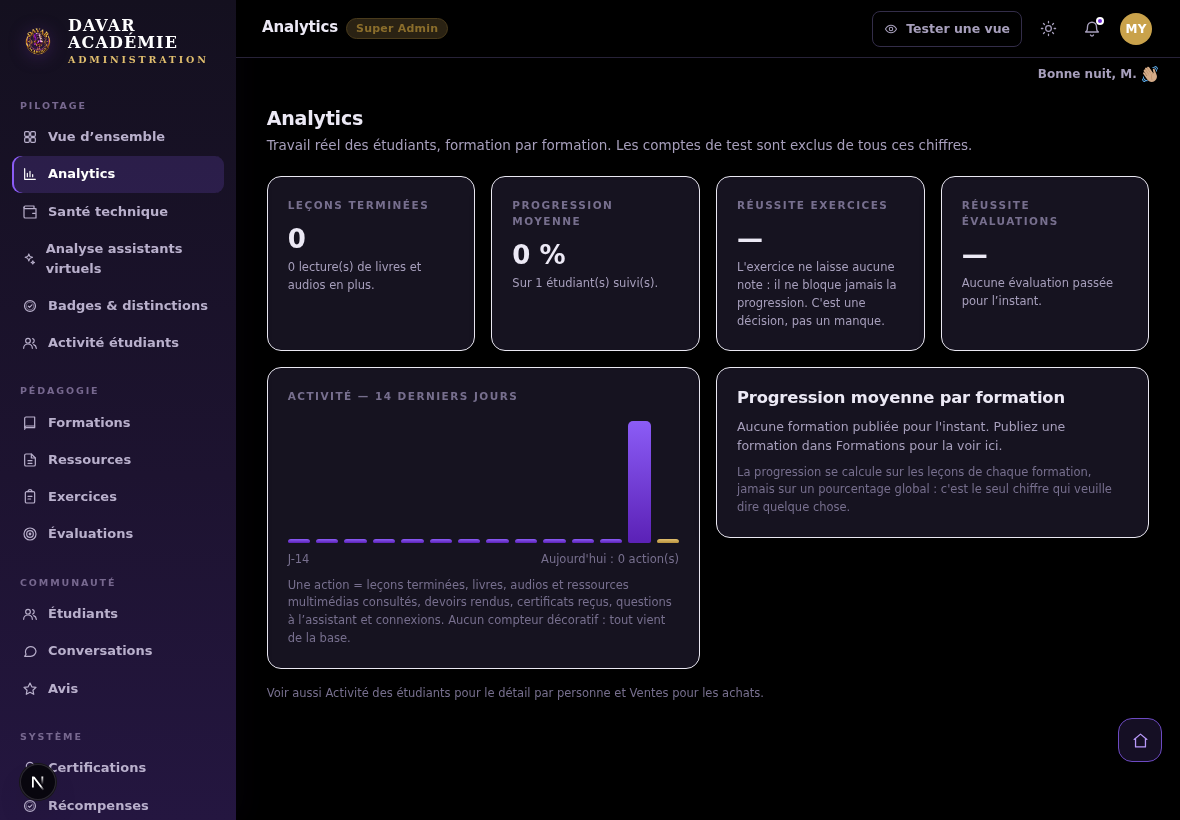 DAVAR
ACADÉMIE
ADMINISTRATION
PILOTAGE
Vue d’ensemble
Analytics
Santé technique
Analyse assistants
virtuels
Badges & distinctions
Activité étudiants
PÉDAGOGIE
Formations
Ressources
Exercices
Évaluations
COMMUNAUTÉ
Étudiants
Conversations
Avis
SYSTÈME
Certifications
Récompenses
N
Analytics
Super Admin
Tester une vue
MY
Bonne nuit, M. 👋🏽
Analytics
Travail réel des étudiants, formation par formation. Les comptes de test sont exclus de tous ces chiffres.
LEÇONS TERMINÉES
0
0 lecture(s) de livres et
audios en plus.
PROGRESSION
MOYENNE
0 %
Sur 1 étudiant(s) suivi(s).
RÉUSSITE EXERCICES
—
L'exercice ne laisse aucune
note : il ne bloque jamais la
progression. C'est une
décision, pas un manque.
RÉUSSITE
ÉVALUATIONS
—
Aucune évaluation passée
pour l’instant.
ACTIVITÉ — 14 DERNIERS JOURS
J-14
Aujourd'hui : 0 action(s)
Une action = leçons terminées, livres, audios et ressources
multimédias consultés, devoirs rendus, certificats reçus, questions
à l’assistant et connexions. Aucun compteur décoratif : tout vient
de la base.
Progression moyenne par formation
Aucune formation publiée pour l'instant. Publiez une
formation dans Formations pour la voir ici.
La progression se calcule sur les leçons de chaque formation,
jamais sur un pourcentage global : c'est le seul chiffre qui veuille
dire quelque chose.
Voir aussi Activité des étudiants pour le détail par personne et Ventes pour les achats.